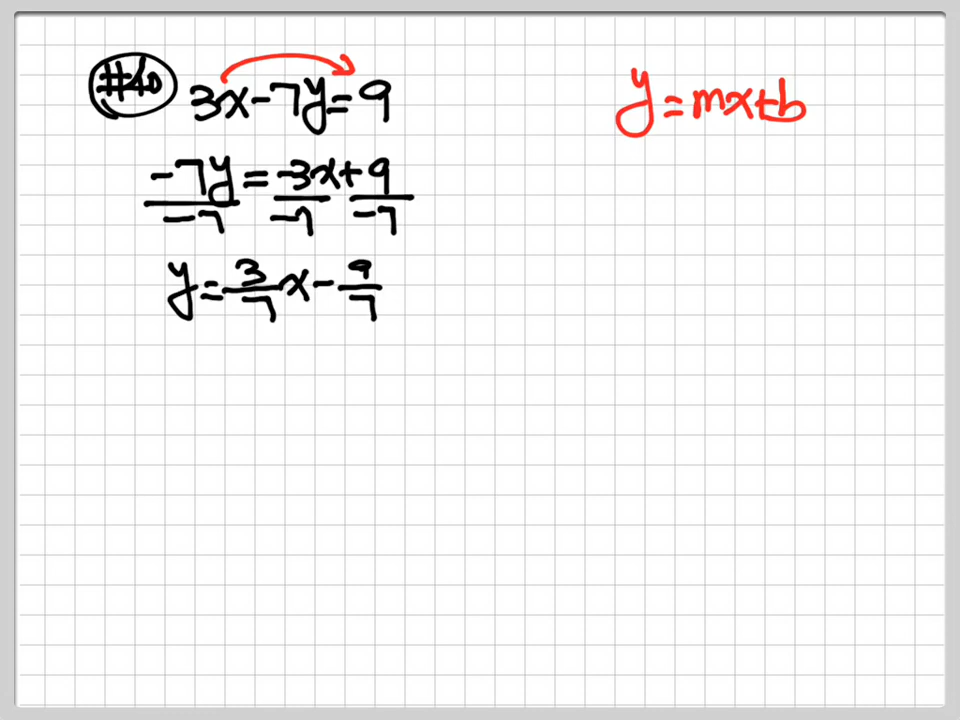 #40 3x-7y=9
y=mx+b
-7y/-7 = -3x/-7 + 9/-7
y=3/7x-9/7